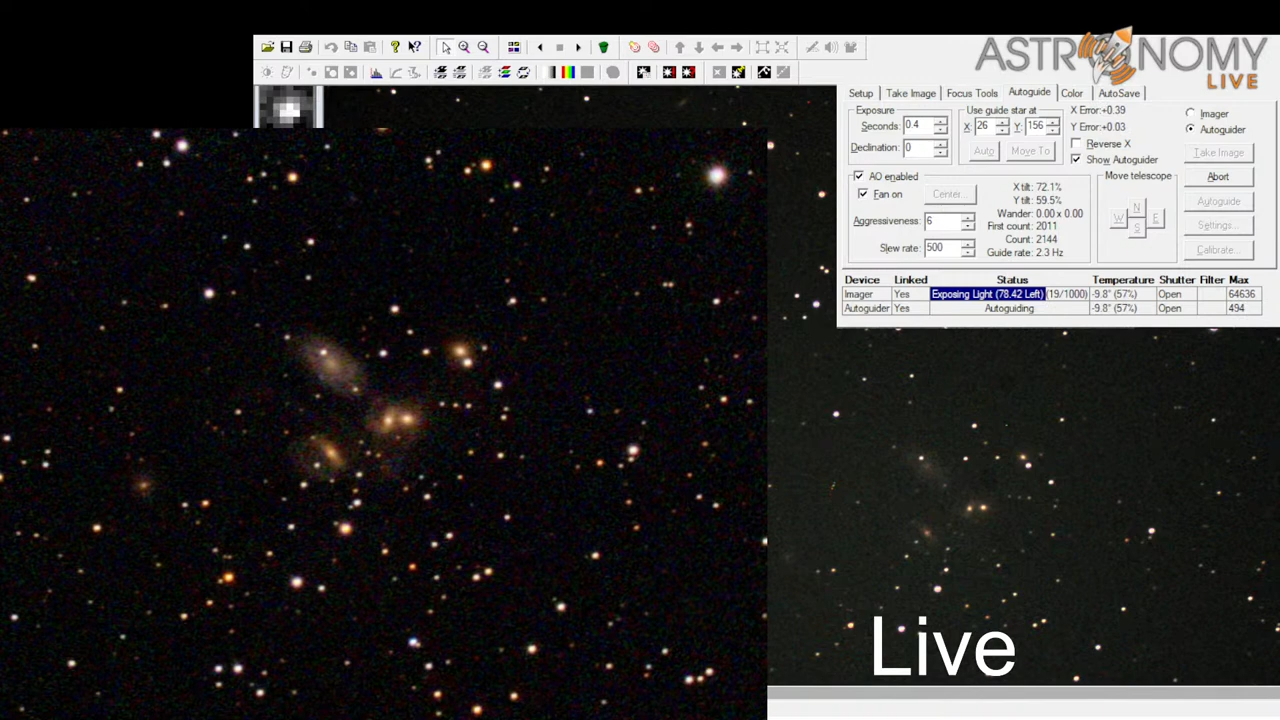 ASTRONOMY
LIVE
Setup Take Image Focus Tools Autoguide Color AutoSave
Exposure Use guide star at X Error:+0.39 Imager
Seconds: 0.4 X: 26 Y: 156 Y Error:+0.03 Autoguider
Declination: 0 Auto Move To Reverse X Take Image
Show Autoguider
AO enabled Move telescope Abort
Fan on Center... X tilt: 72.1%
Y tilt: 59.5% N Autoguide
Aggressiveness: 6 Wander: 0.00 x 0.00 W E
First count: 2011 S Settings...
Slew rate: 500 Count: 2144
Guide rate: 2.3 Hz Calibrate...
Device Linked Status Temperature Shutter Filter Max
Imager Yes Exposing Light (78.42 Left) (19/1000) -9.8° (57%) Open 64636
Autoguider Yes Autoguiding -9.8° (57%) Open 494
Live